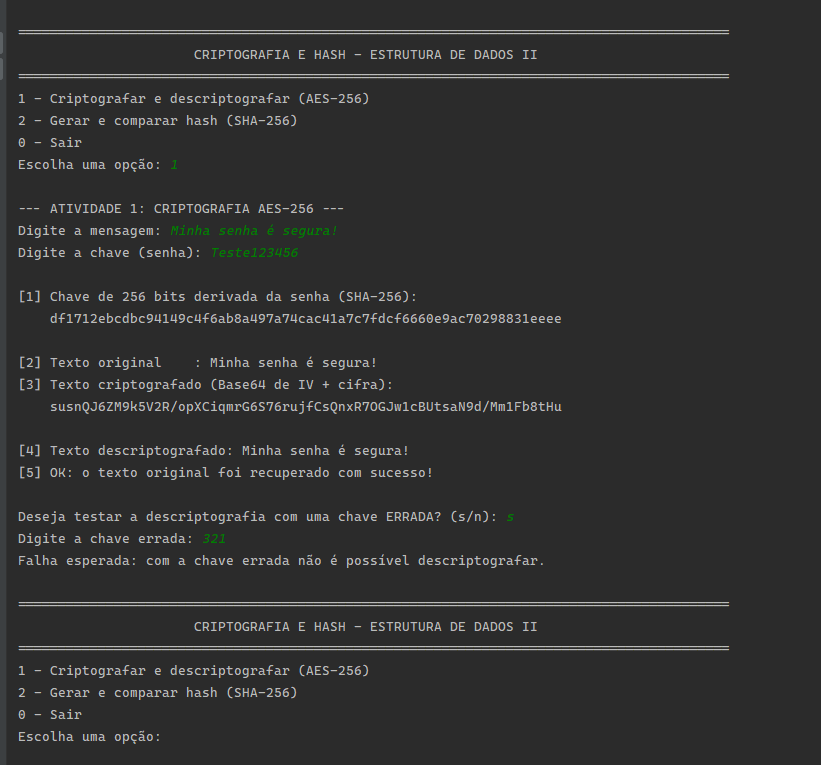 CRIPTOGRAFIA E HASH - ESTRUTURA DE DADOS II
1 - Criptografar e descriptografar (AES-256)
2 - Gerar e comparar hash (SHA-256)
0 - Sair
Escolha uma opção: 1
--- ATIVIDADE 1: CRIPTOGRAFIA AES-256 ---
Digite a mensagem: Minha senha é segura!
Digite a chave (senha): Teste123456
[1] Chave de 256 bits derivada da senha (SHA-256):
df1712ebcdbc94149c4f6ab8a497a74cac41a7c7fdcf6660e9ac70298831eeee
[2] Texto original    : Minha senha é segura!
[3] Texto criptografado (Base64 de IV + cifra):
susnQJ6ZM9k5V2R/opXCiqmrG6S76rujfCsQnxR7OGJw1cBUtsaN9d/Mm1Fb8tHu
[4] Texto descriptografado: Minha senha é segura!
[5] OK: o texto original foi recuperado com sucesso!
Deseja testar a descriptografia com uma chave ERRADA? (s/n): s
Digite a chave errada: 321
Falha esperada: com a chave errada não é possível descriptografar.
CRIPTOGRAFIA E HASH - ESTRUTURA DE DADOS II
1 - Criptografar e descriptografar (AES-256)
2 - Gerar e comparar hash (SHA-256)
0 - Sair
Escolha uma opção: